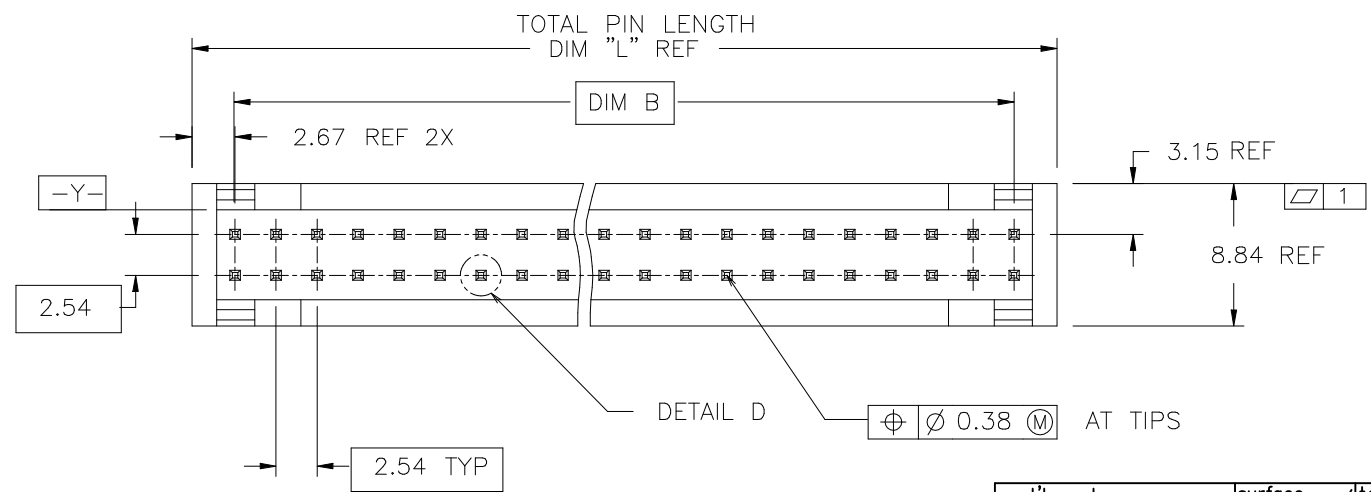 TOTAL PIN LENGTH
DIM "L" REF
DIM B
2.67 REF 2X
3.15 REF
-Y-
1
8.84 REF
2.54
DETAIL D
⌖ Ø 0.38 Ⓜ AT TIPS
2.54 TYP
surface